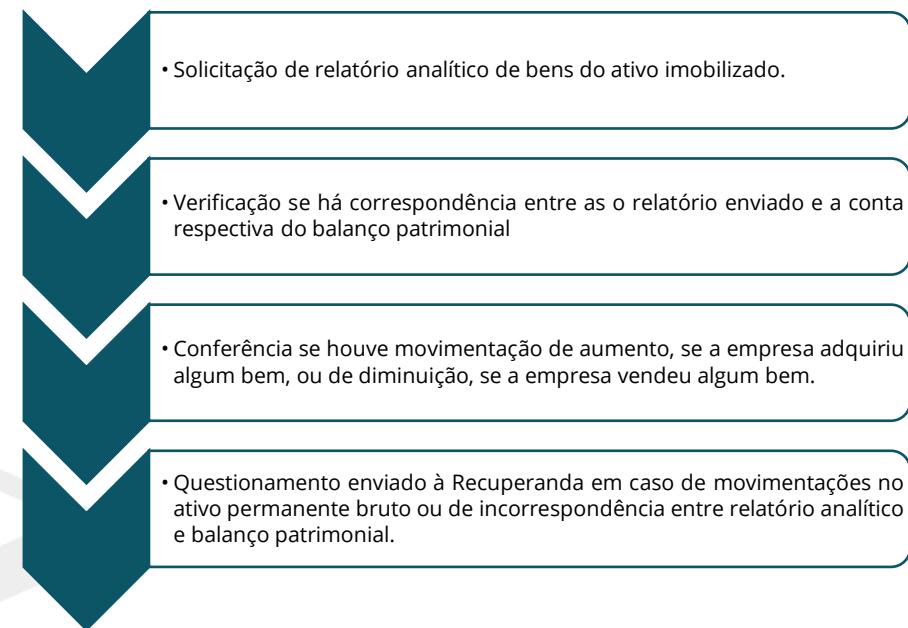 • Solicitação de relatório analítico de bens do ativo imobilizado.
• Verificação se há correspondência entre as o relatório enviado e a conta
respectiva do balanço patrimonial
• Conferência se houve movimentação de aumento, se a empresa adquiriu
algum bem, ou de diminuição, se a empresa vendeu algum bem.
• Questionamento enviado à Recuperanda em caso de movimentações no
ativo permanente bruto ou de incorrespondência entre relatório analítico
e balanço patrimonial.